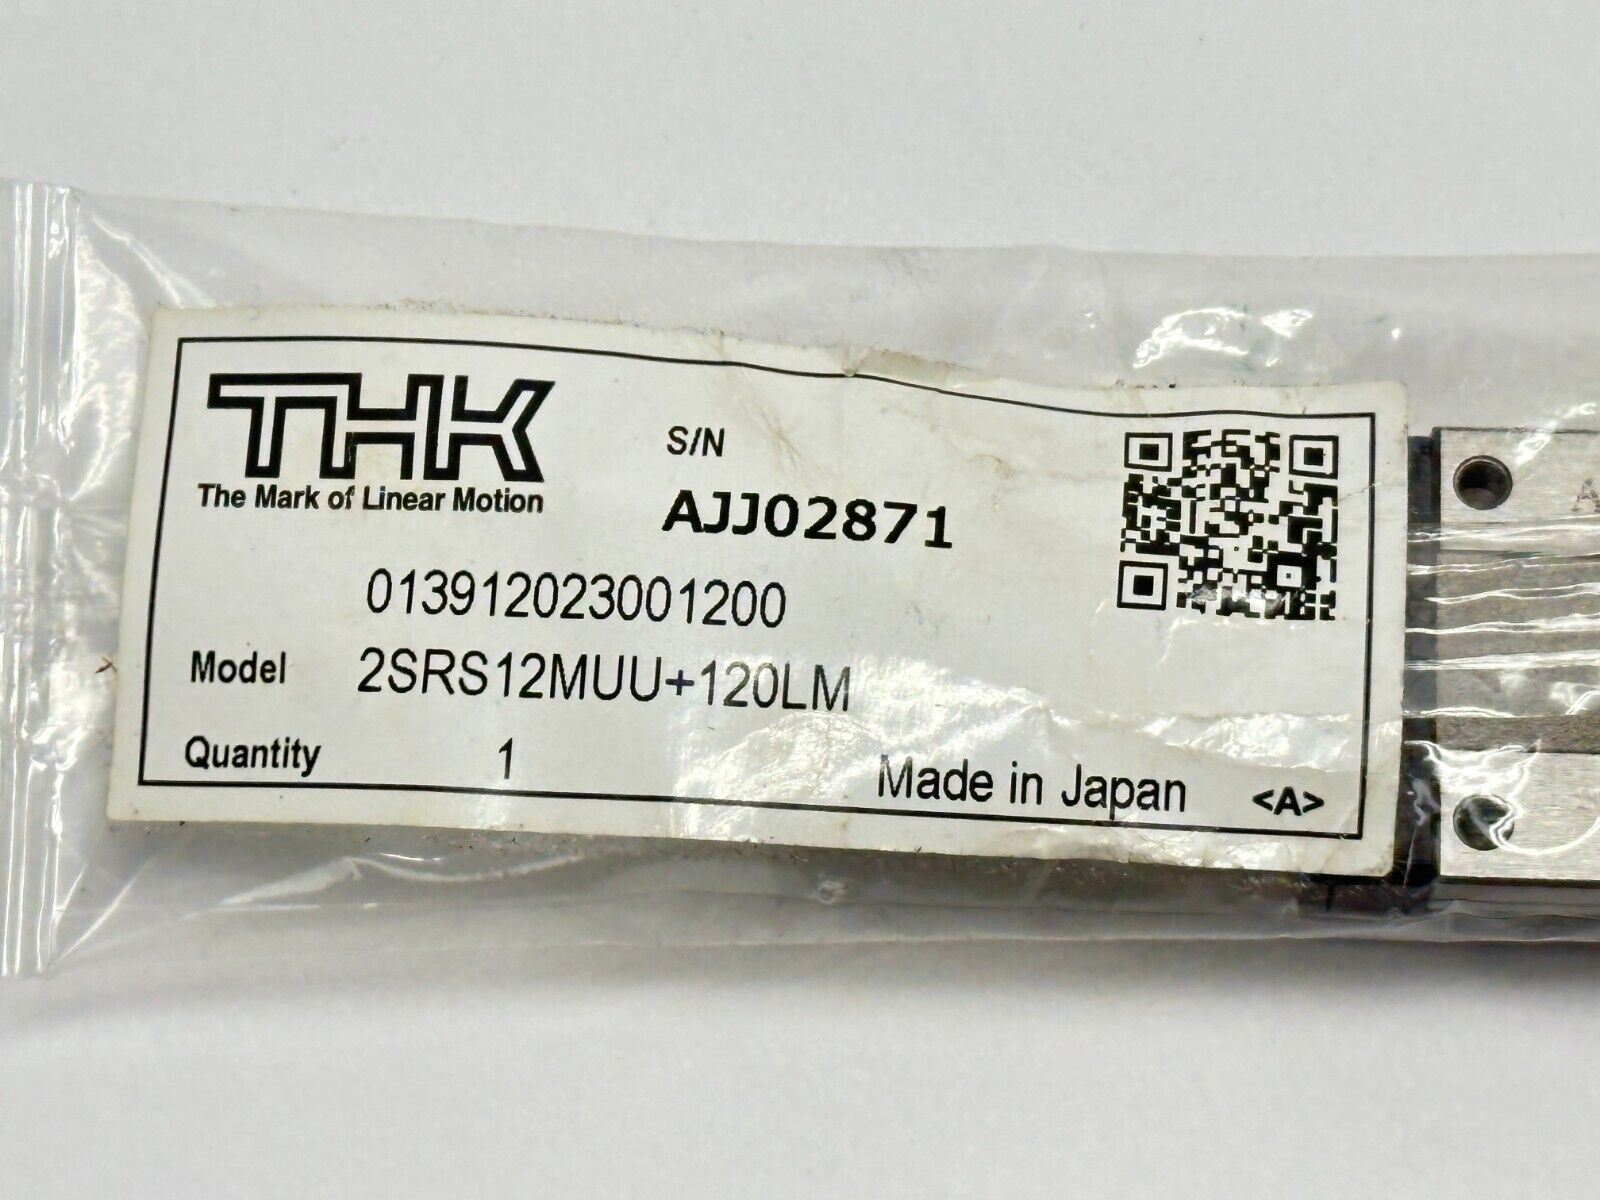 THK
The Mark of Linear Motion
S/N
AJJ02871
013912023001200
Model 2SRS12MUU+120LM
Quantity 1
Made in Japan <A>